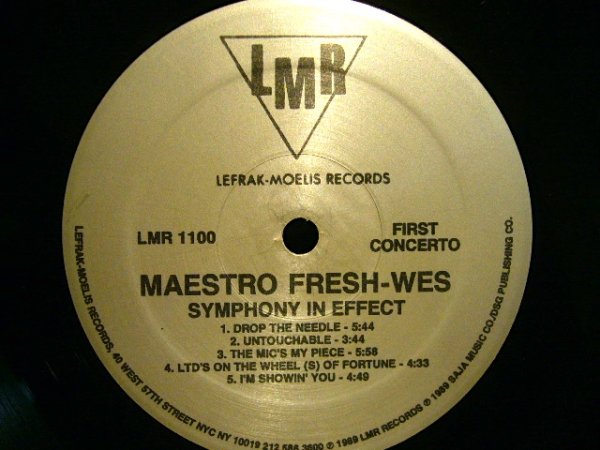 LMR
LEFRAK-MOELIS RECORDS
LMR 1100
FIRST
CONCERTO
MAESTRO FRESH-WES
SYMPHONY IN EFFECT
1. DROP THE NEEDLE - 5:44
2. UNTOUCHABLE - 3:44
3. THE MIC'S MY PIECE - 5:58
4. LTD'S ON THE WHEEL (S) OF FORTUNE - 4:33
5. I'M SHOWIN' YOU - 4:49
LEFRAK-MOELIS RECORDS, 40 WEST 57TH STREET NYC NY 10019 212 586 3600 ℗ 1989 LMR RECORDS ℗ 1989 SAJA MUSIC CO./DSG PUBLISHING CO.